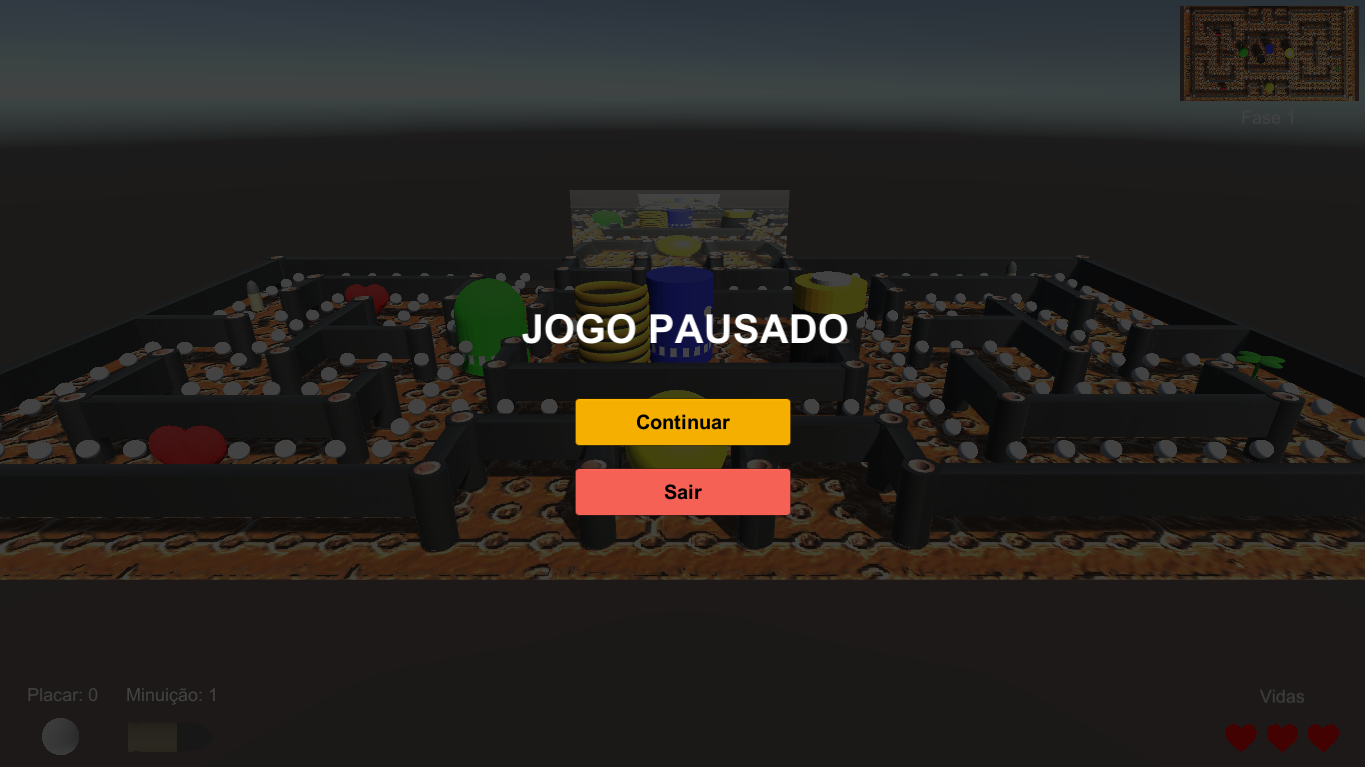 Fase 1
JOGO PAUSADO
Continuar
Sair
Placar: 0
Minuição: 1
Vidas